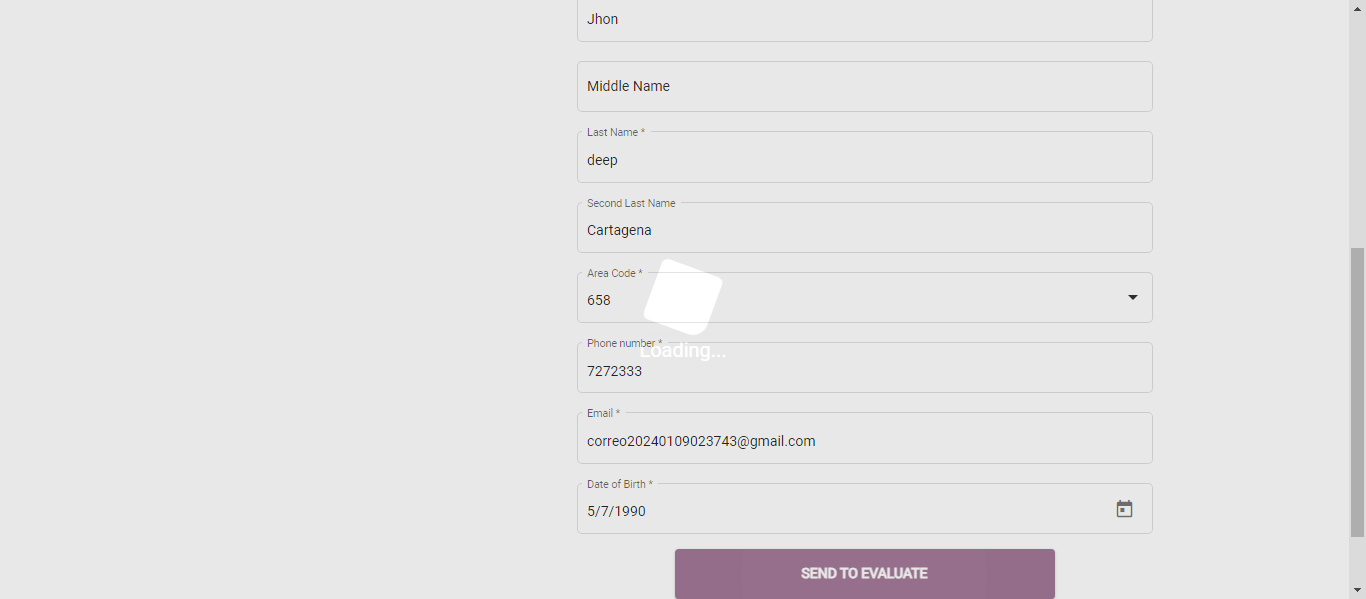 Jhon
Middle Name
Last Name *
deep
Second Last Name
Cartagena
Area Code *
658
Phone number *
Loading...
7272333
Email *
correo20240109023743@gmail.com
Date of Birth *
5/7/1990
SEND TO EVALUATE